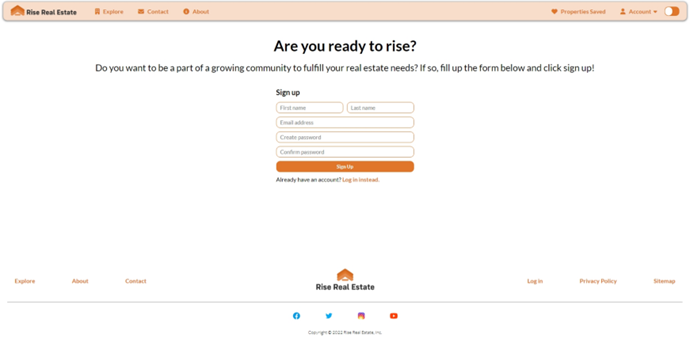 Rise Real Estate Explore Contact About Properties Saved Account
Are you ready to rise?
Do you want to be a part of a growing community to fulfill your real estate needs? If so, fill up the form below and click sign up!
Sign up
First name Last name
Email address
Create password
Confirm password
Sign Up
Already have an account? Log in instead.
Explore About Contact Rise Real Estate Log In Privacy Policy Sitemap
Copyright © 2022 Rise Real Estate, Inc.